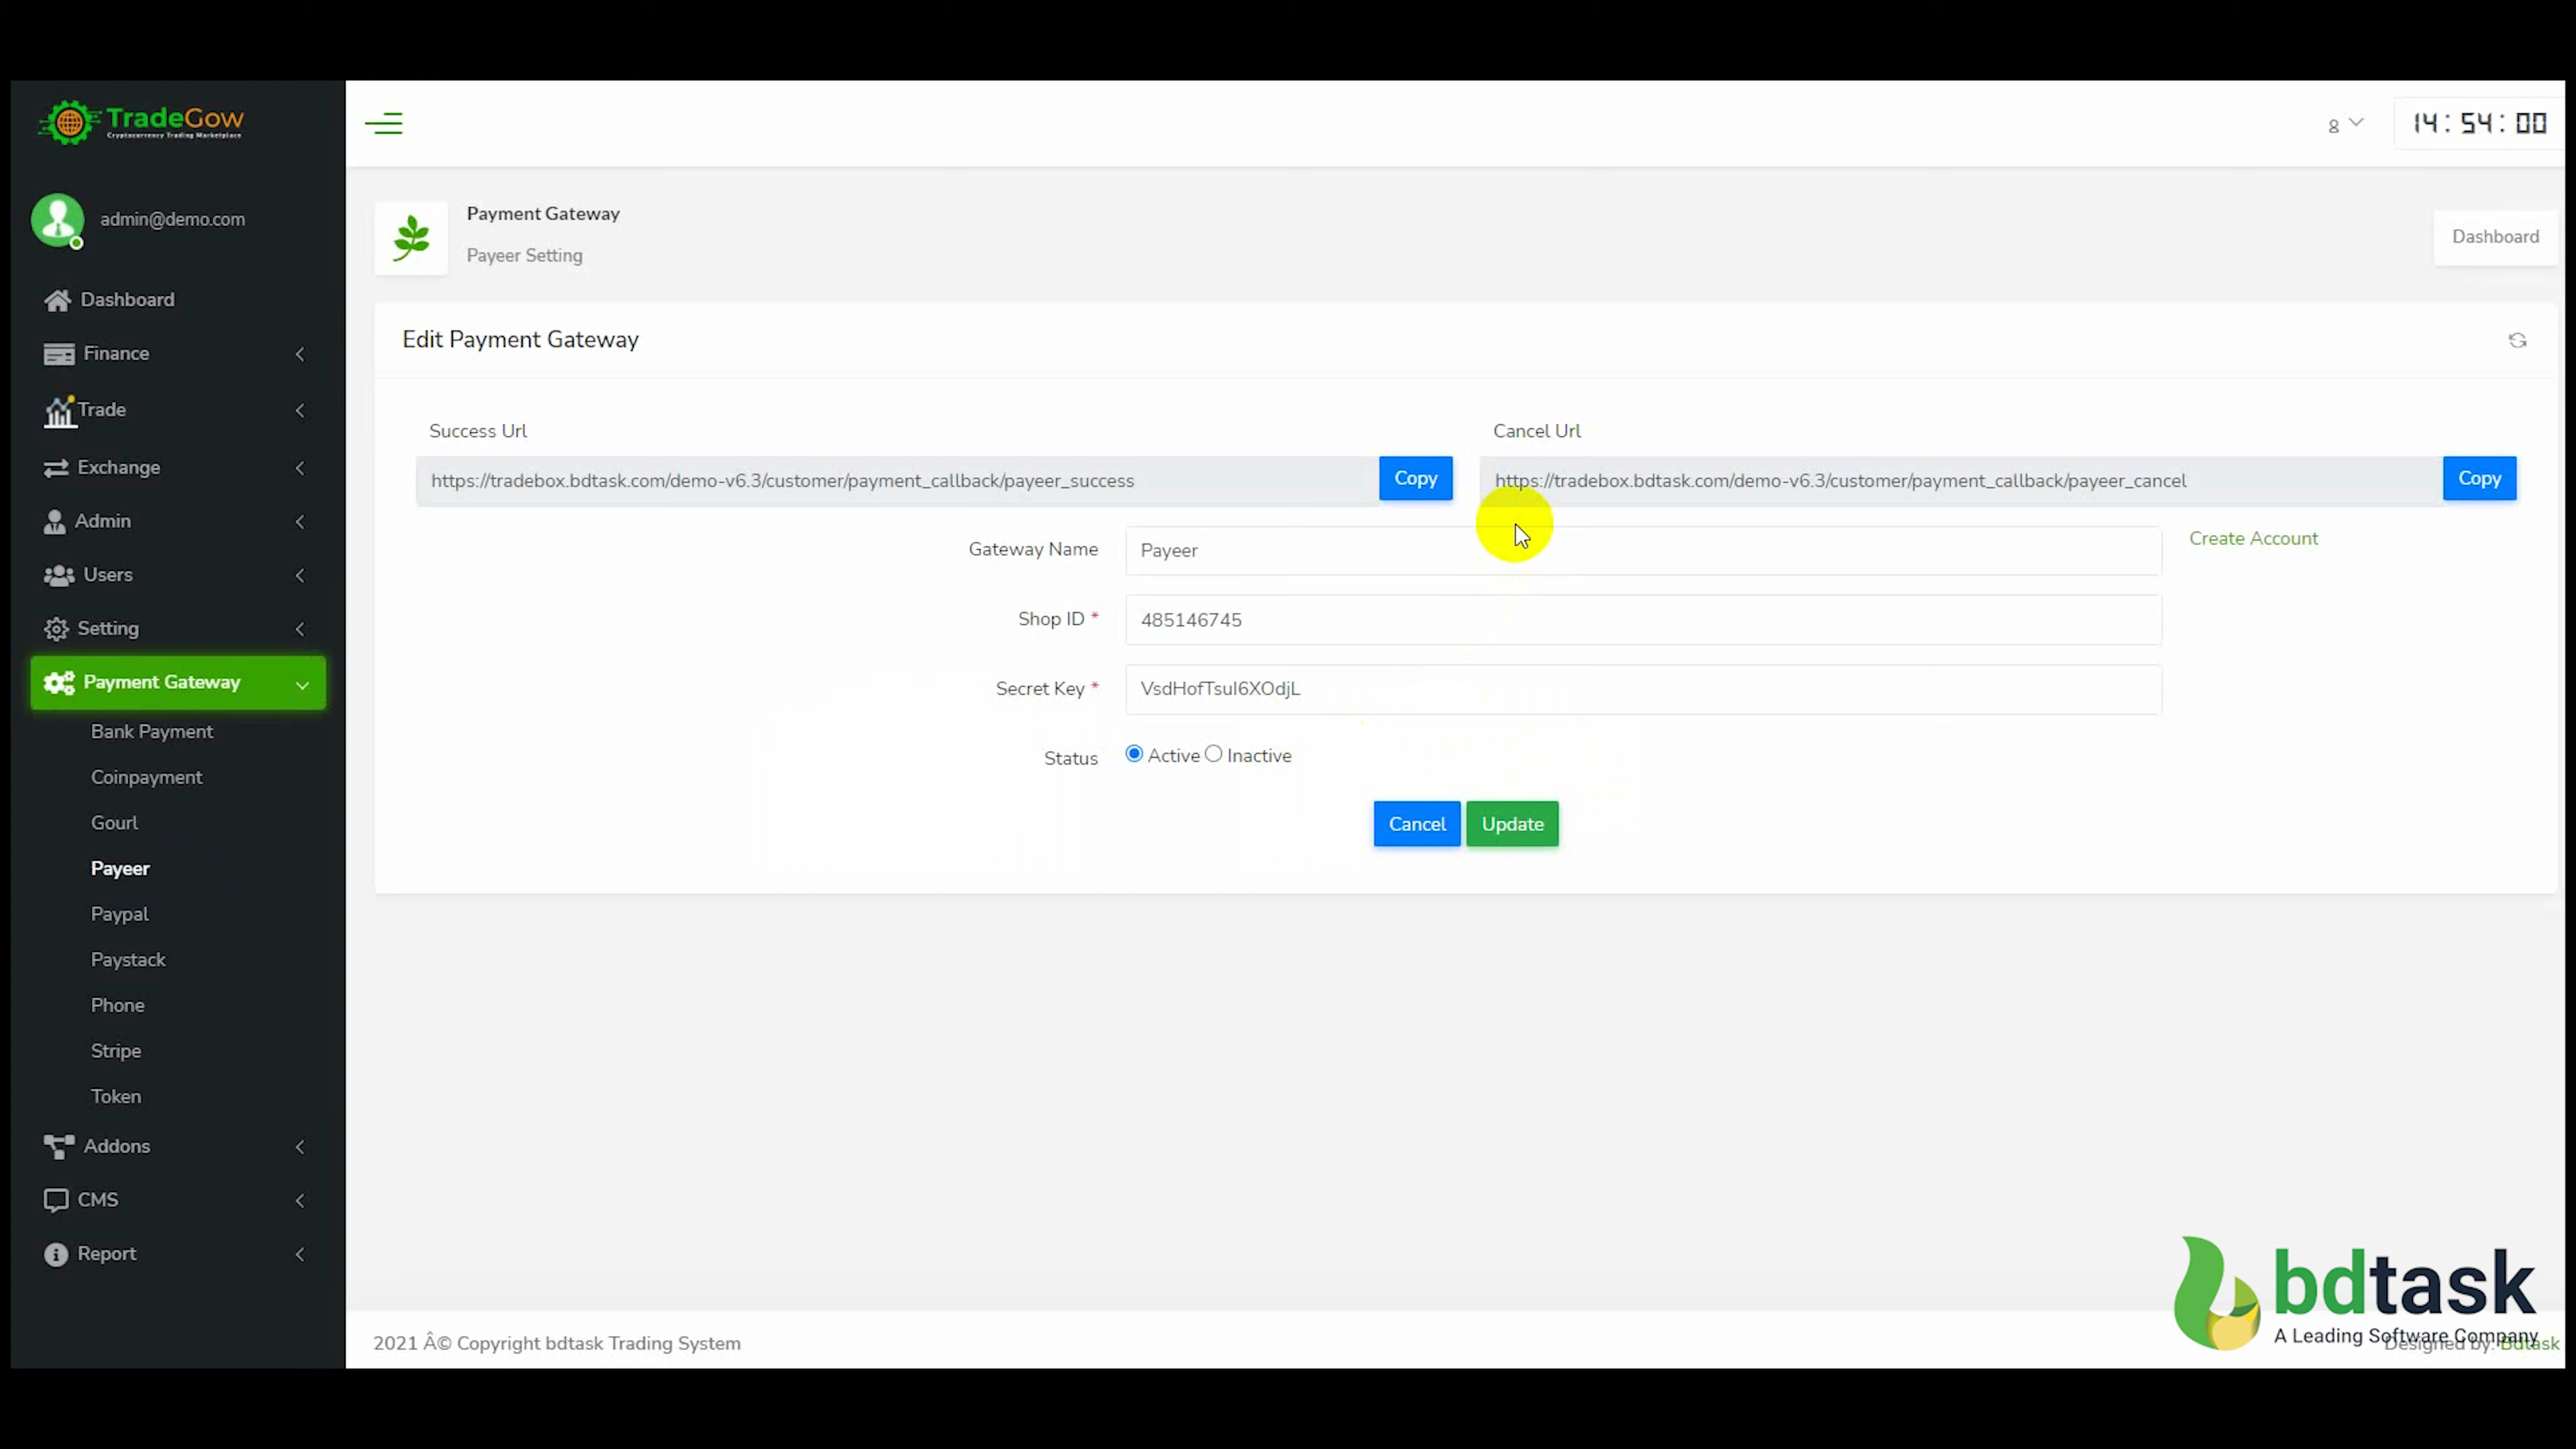 TradeGow
Cryptocurrency Trading Marketplace
14:54:00
admin@demo.com
Payment Gateway
Payeer Setting
Dashboard
Dashboard
Finance
Trade
Exchange
Admin
Users
Setting
Payment Gateway
Bank Payment
Coinpayment
Gourl
Payeer
Paypal
Paystack
Phone
Stripe
Token
Addons
CMS
Report
Edit Payment Gateway
Success Url
Cancel Url
https://tradebox.bdtask.com/demo-v6.3/customer/payment_callback/payeer_success
Copy
https://tradebox.bdtask.com/demo-v6.3/customer/payment_callback/payeer_cancel
Copy
Gateway Name
Payeer
Create Account
Shop ID *
485146745
Secret Key *
VsdHofTsul6XOdjL
Status
Active
Inactive
Cancel
Update
bdtask
A Leading Software Company
2021 Â© Copyright bdtask Trading System
Designed by: Bdtask